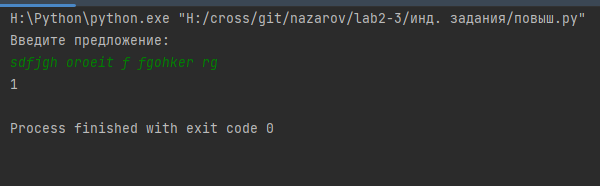 H:\Python\python.exe "H:/cross/git/nazarov/lab2-3/инд. задания/повыш.py"
Введите предложение:
sdfjgh oroeit f fgohker rg
1
Process finished with exit code 0